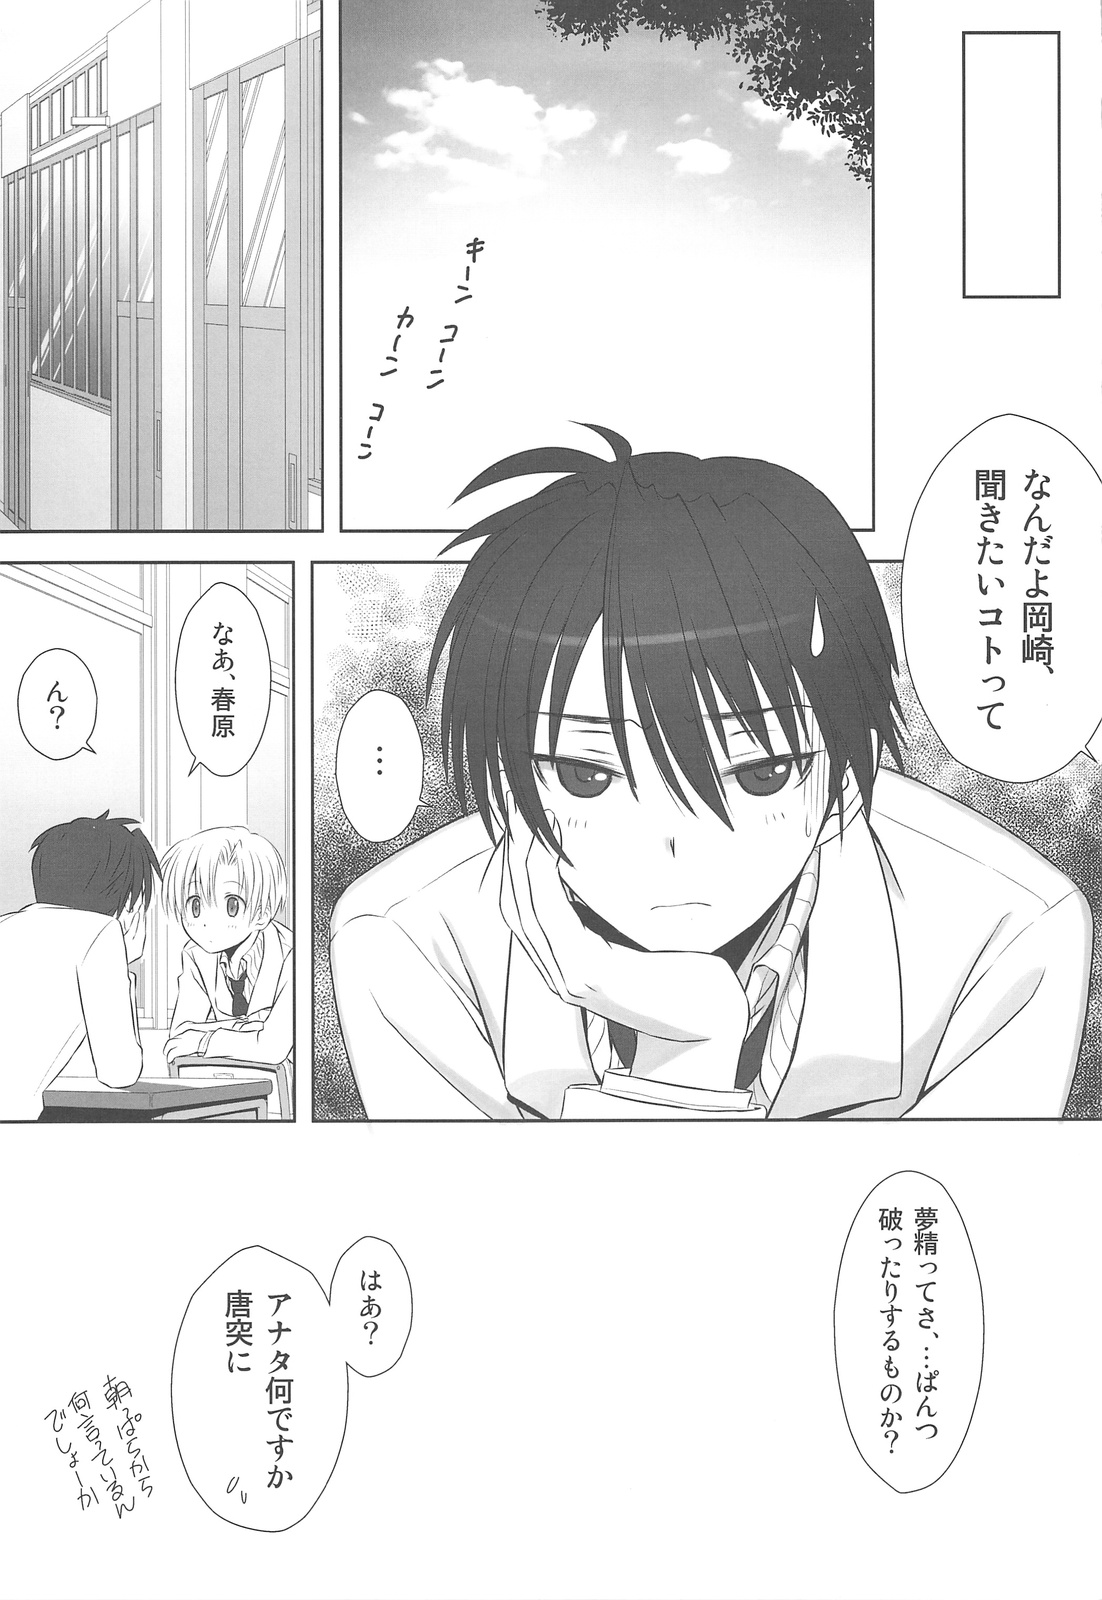 キーン
コーン
カーン
コーン
なあ、春原
ん？
なんだよ岡崎、
聞きたいコトって
…
夢精ってさ、…ぱんつ
破ったりするものか？
はあ？
アナタ何ですか
唐突に
朝っぱらから
何言っているん
でしょーか